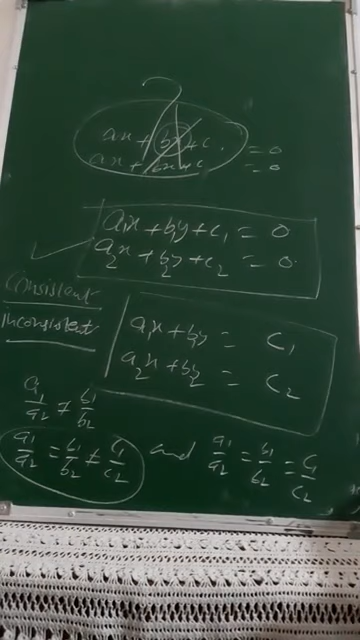 ax + by + c = 0
ax + bx + c = 0
a₁x + b₁y + c₁ = 0
a₂x + b₂y + c₂ = 0
Consistent
Inconsistent
a₁x + b₁y = c₁
a₂x + b₂y = c₂
a₁/a₂ ≠ b₁/b₂
a₁/a₂ = b₁/b₂ ≠ c₁/c₂ and a₁/a₂ = b₁/b₂ = c₁/c₂